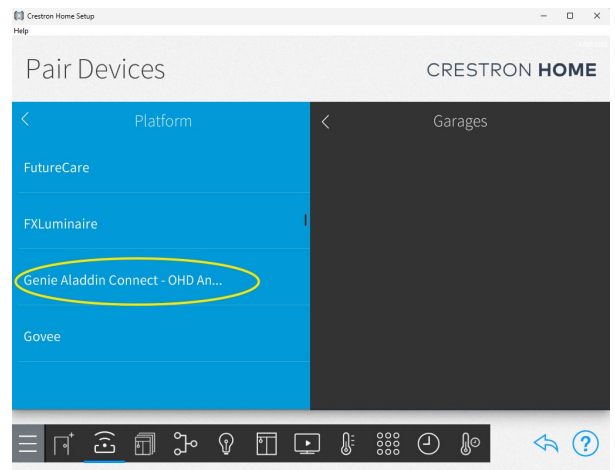 Crestron Home Setup
Help
Pair Devices
CRESTRON HOME
Platform
Garages
FutureCare
FXLuminaire
Genie Aladdin Connect - OHD An...
Govee
?